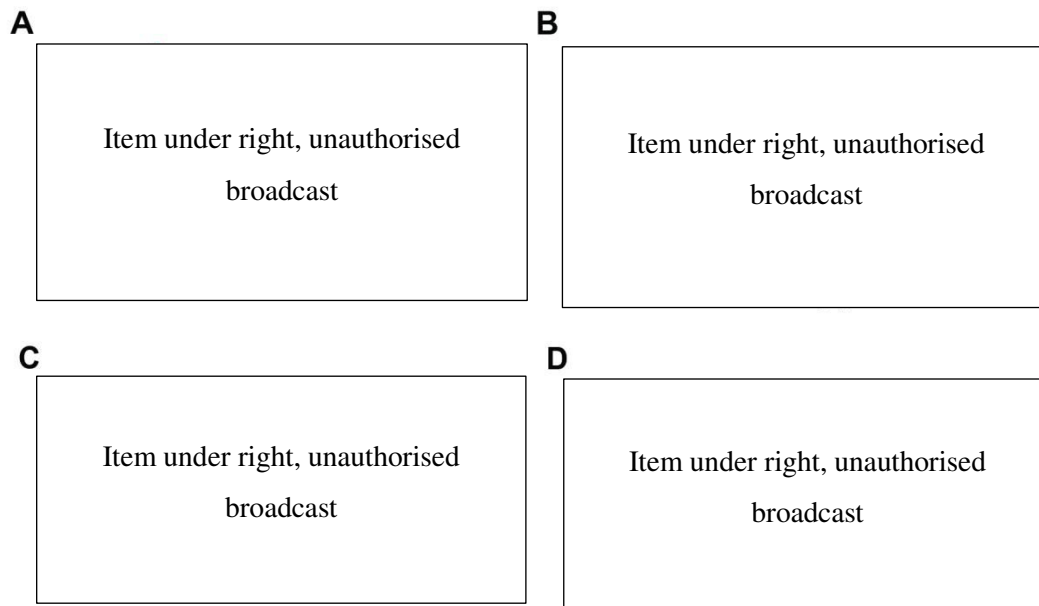 A
Item under right, unauthorised
broadcast
B
Item under right, unauthorised
broadcast
C
Item under right, unauthorised
broadcast
D
Item under right, unauthorised
broadcast